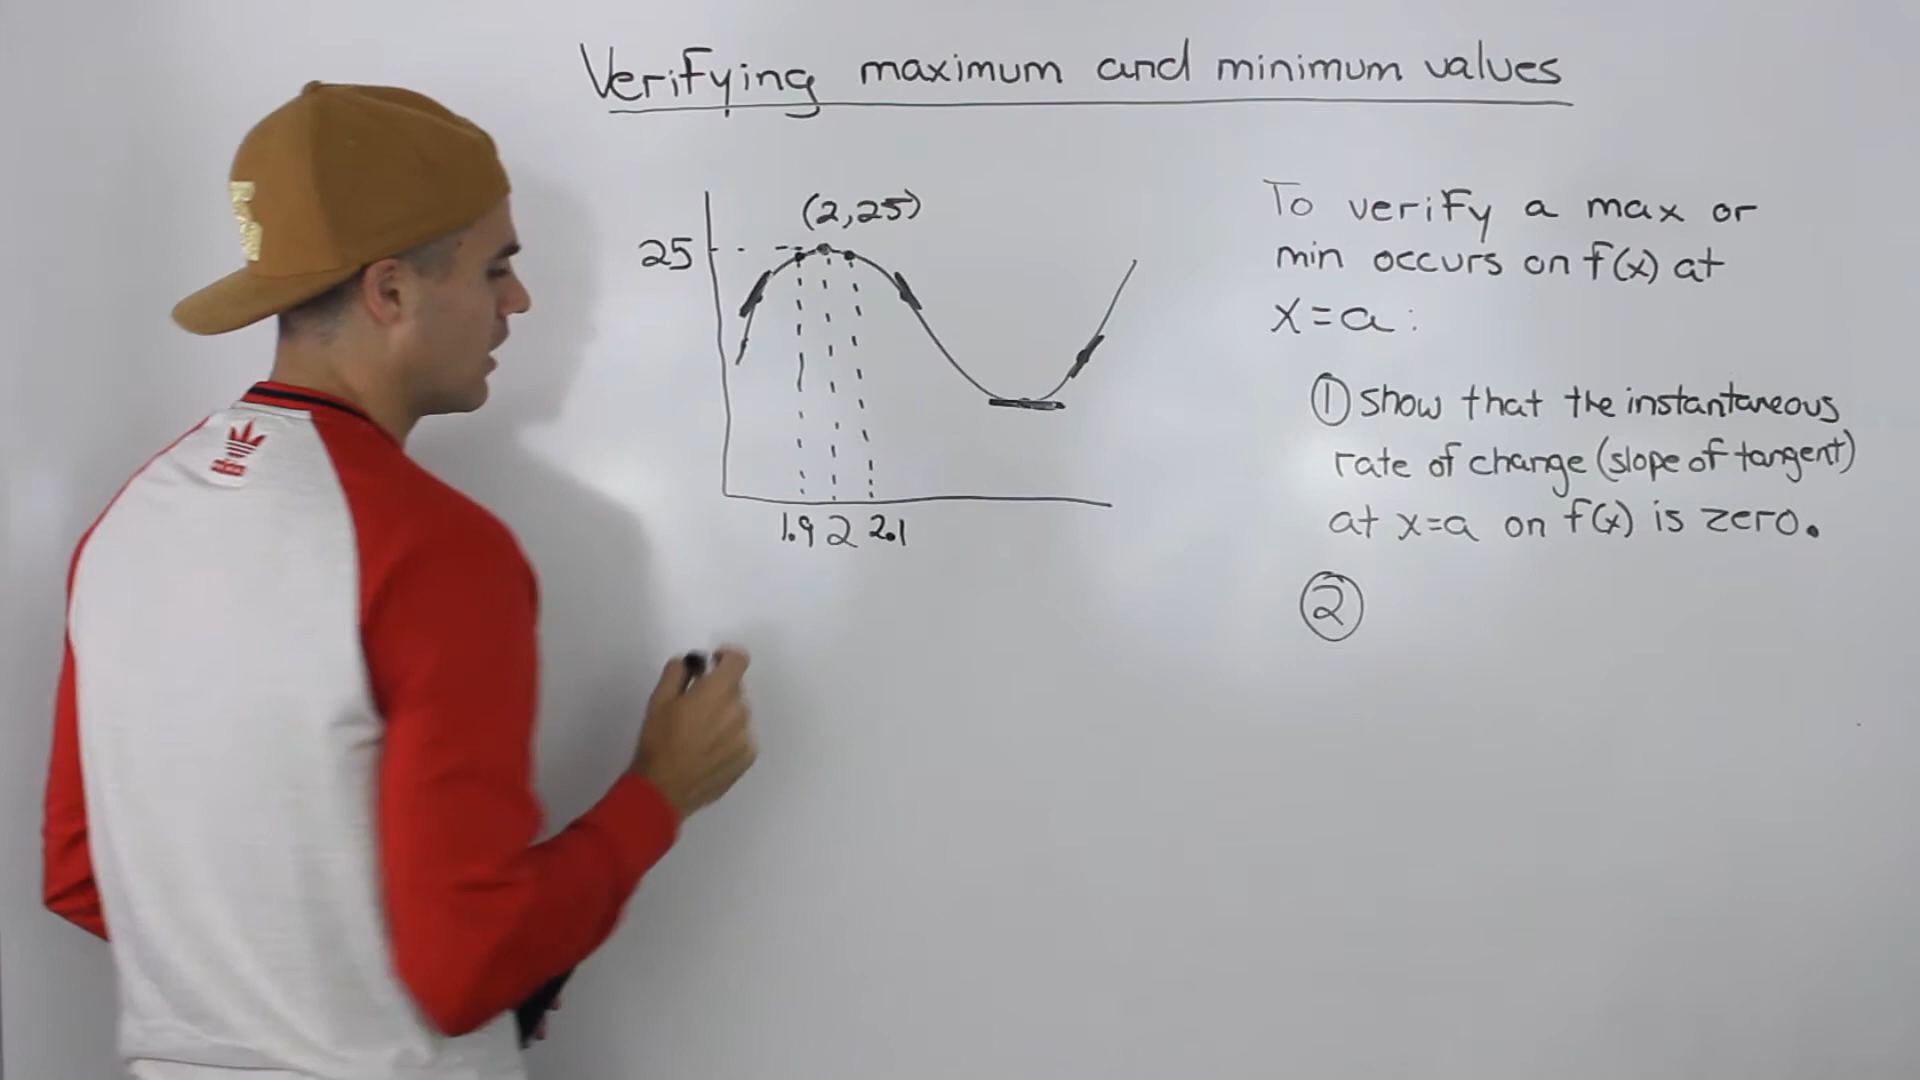 Verifying maximum and minimum values
(2,25)
25
1.9 2 2.1
To verify a max or
min occurs on f(x) at
x=a:
① Show that the instantaneous
rate of change (slope of tangent)
at x=a on f(x) is zero.
②